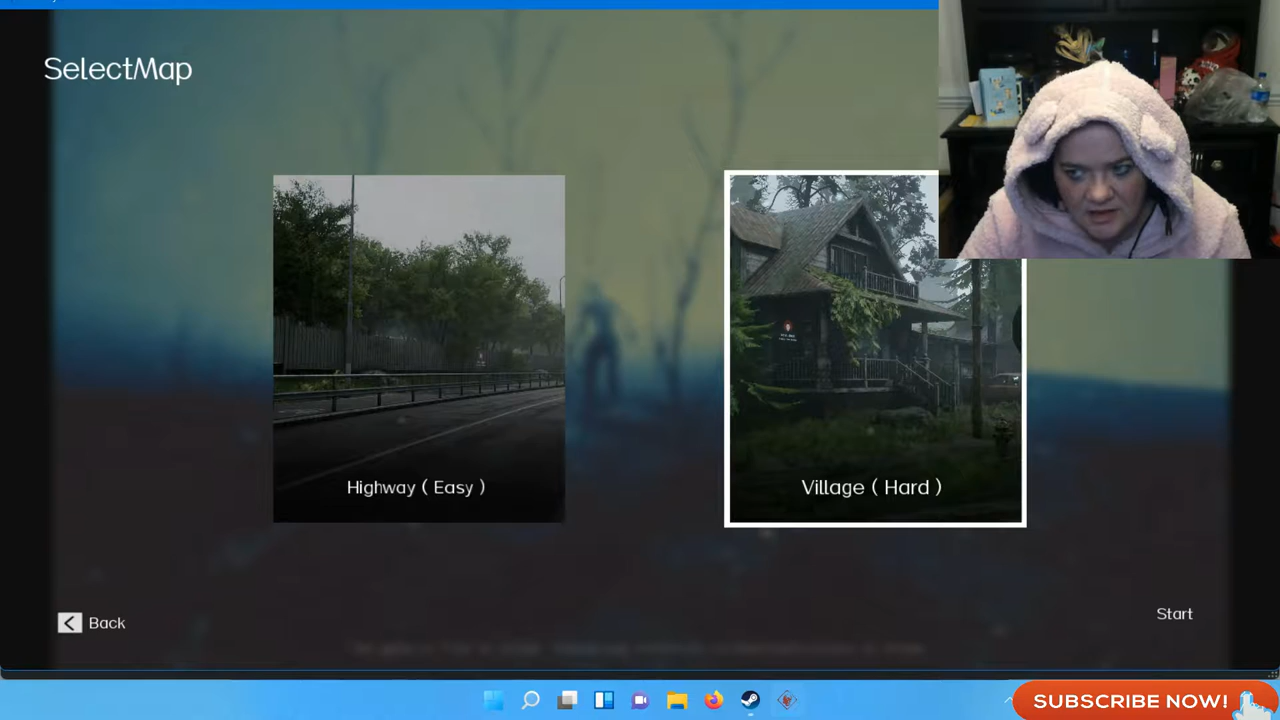 SelectMap
Highway ( Easy )
Village ( Hard )
< Back
Start
SUBSCRIBE NOW!